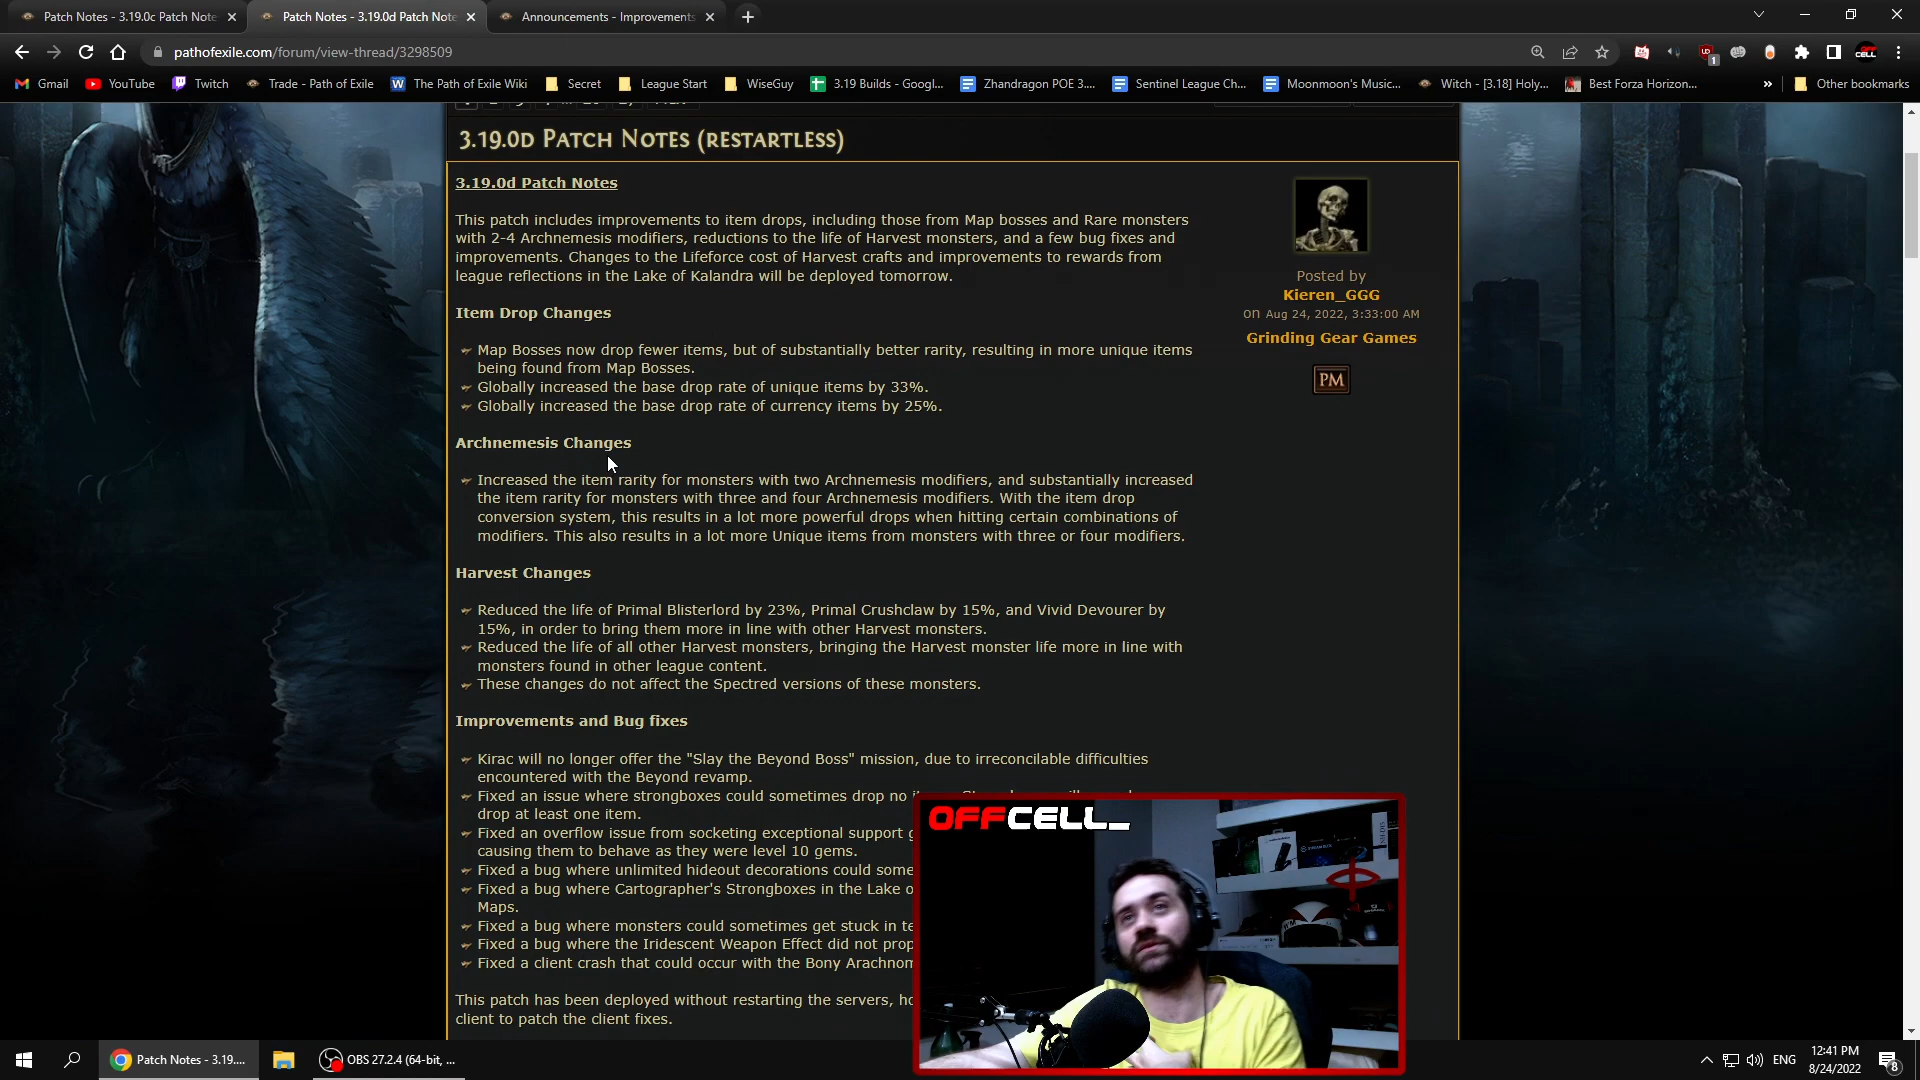 Patch Notes - 3.19.0c Patch Note
Patch Notes - 3.19.0d Patch Note
Announcements - Improvements
pathofexile.com/forum/view-thread/3298509
Gmail
YouTube
Twitch
Trade - Path of Exile
The Path of Exile Wiki
Secret
League Start
WiseGuy
3.19 Builds - Googl...
Zhandragon POE 3....
Sentinel League Ch...
Moonmoon's Music...
Witch - [3.18] Holy...
Best Forza Horizon...
»
Other bookmarks
3.19.0D PATCH NOTES (RESTARTLESS)
3.19.0d Patch Notes
This patch includes improvements to item drops, including those from Map bosses and Rare monsters
with 2-4 Archnemesis modifiers, reductions to the life of Harvest monsters, and a few bug fixes and
improvements. Changes to the Lifeforce cost of Harvest crafts and improvements to rewards from
league reflections in the Lake of Kalandra will be deployed tomorrow.
Posted by
Kieren_GGG
on Aug 24, 2022, 3:33:00 AM
Grinding Gear Games
PM
Item Drop Changes
Map Bosses now drop fewer items, but of substantially better rarity, resulting in more unique items
being found from Map Bosses.
Globally increased the base drop rate of unique items by 33%.
Globally increased the base drop rate of currency items by 25%.
Archnemesis Changes
Increased the item rarity for monsters with two Archnemesis modifiers, and substantially increased
the item rarity for monsters with three and four Archnemesis modifiers. With the item drop
conversion system, this results in a lot more powerful drops when hitting certain combinations of
modifiers. This also results in a lot more Unique items from monsters with three or four modifiers.
Harvest Changes
Reduced the life of Primal Blisterlord by 23%, Primal Crushclaw by 15%, and Vivid Devourer by
15%, in order to bring them more in line with other Harvest monsters.
Reduced the life of all other Harvest monsters, bringing the Harvest monster life more in line with
monsters found in other league content.
These changes do not affect the Spectred versions of these monsters.
Improvements and Bug fixes
Kirac will no longer offer the "Slay the Beyond Boss" mission, due to irreconcilable difficulties
encountered with the Beyond revamp.
Fixed an issue where strongboxes could sometimes drop no
drop at least one item.
Fixed an overflow issue from socketing exceptional support g
causing them to behave as they were level 10 gems.
Fixed a bug where unlimited hideout decorations could some
Fixed a bug where Cartographer's Strongboxes in the Lake o
Maps.
Fixed a bug where monsters could sometimes get stuck in te
Fixed a bug where the Iridescent Weapon Effect did not prop
Fixed a client crash that could occur with the Bony Arachnom
This patch has been deployed without restarting the servers, ho
client to patch the client fixes.
OFFCELL_
Patch Notes - 3.19....
OBS 27.2.4 (64-bit, ...
ENG
12:41 PM
8/24/2022
8